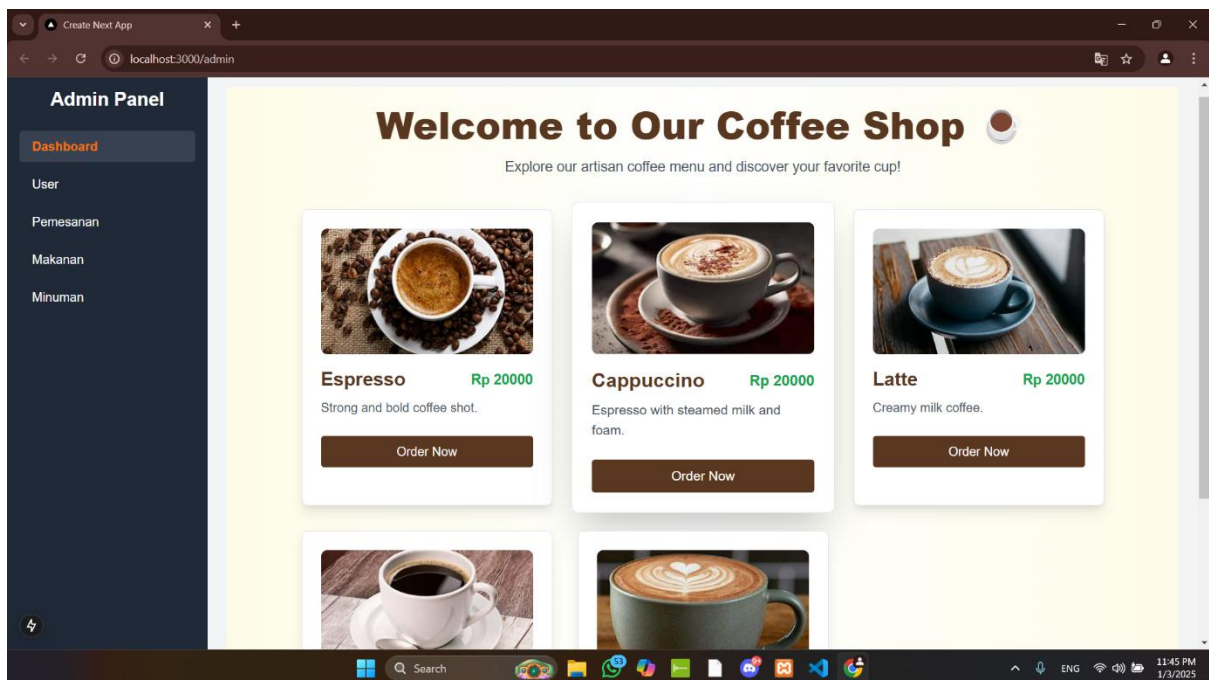 Create Next App
localhost:3000/admin
Admin Panel
Dashboard
User
Pemesanan
Makanan
Minuman
Welcome to Our Coffee Shop
Explore our artisan coffee menu and discover your favorite cup!
Espresso Rp 20000
Strong and bold coffee shot.
Order Now
Cappuccino Rp 20000
Espresso with steamed milk and
foam.
Order Now
Latte Rp 20000
Creamy milk coffee.
Order Now
Search
53
ENG
11:45 PM
1/3/2025